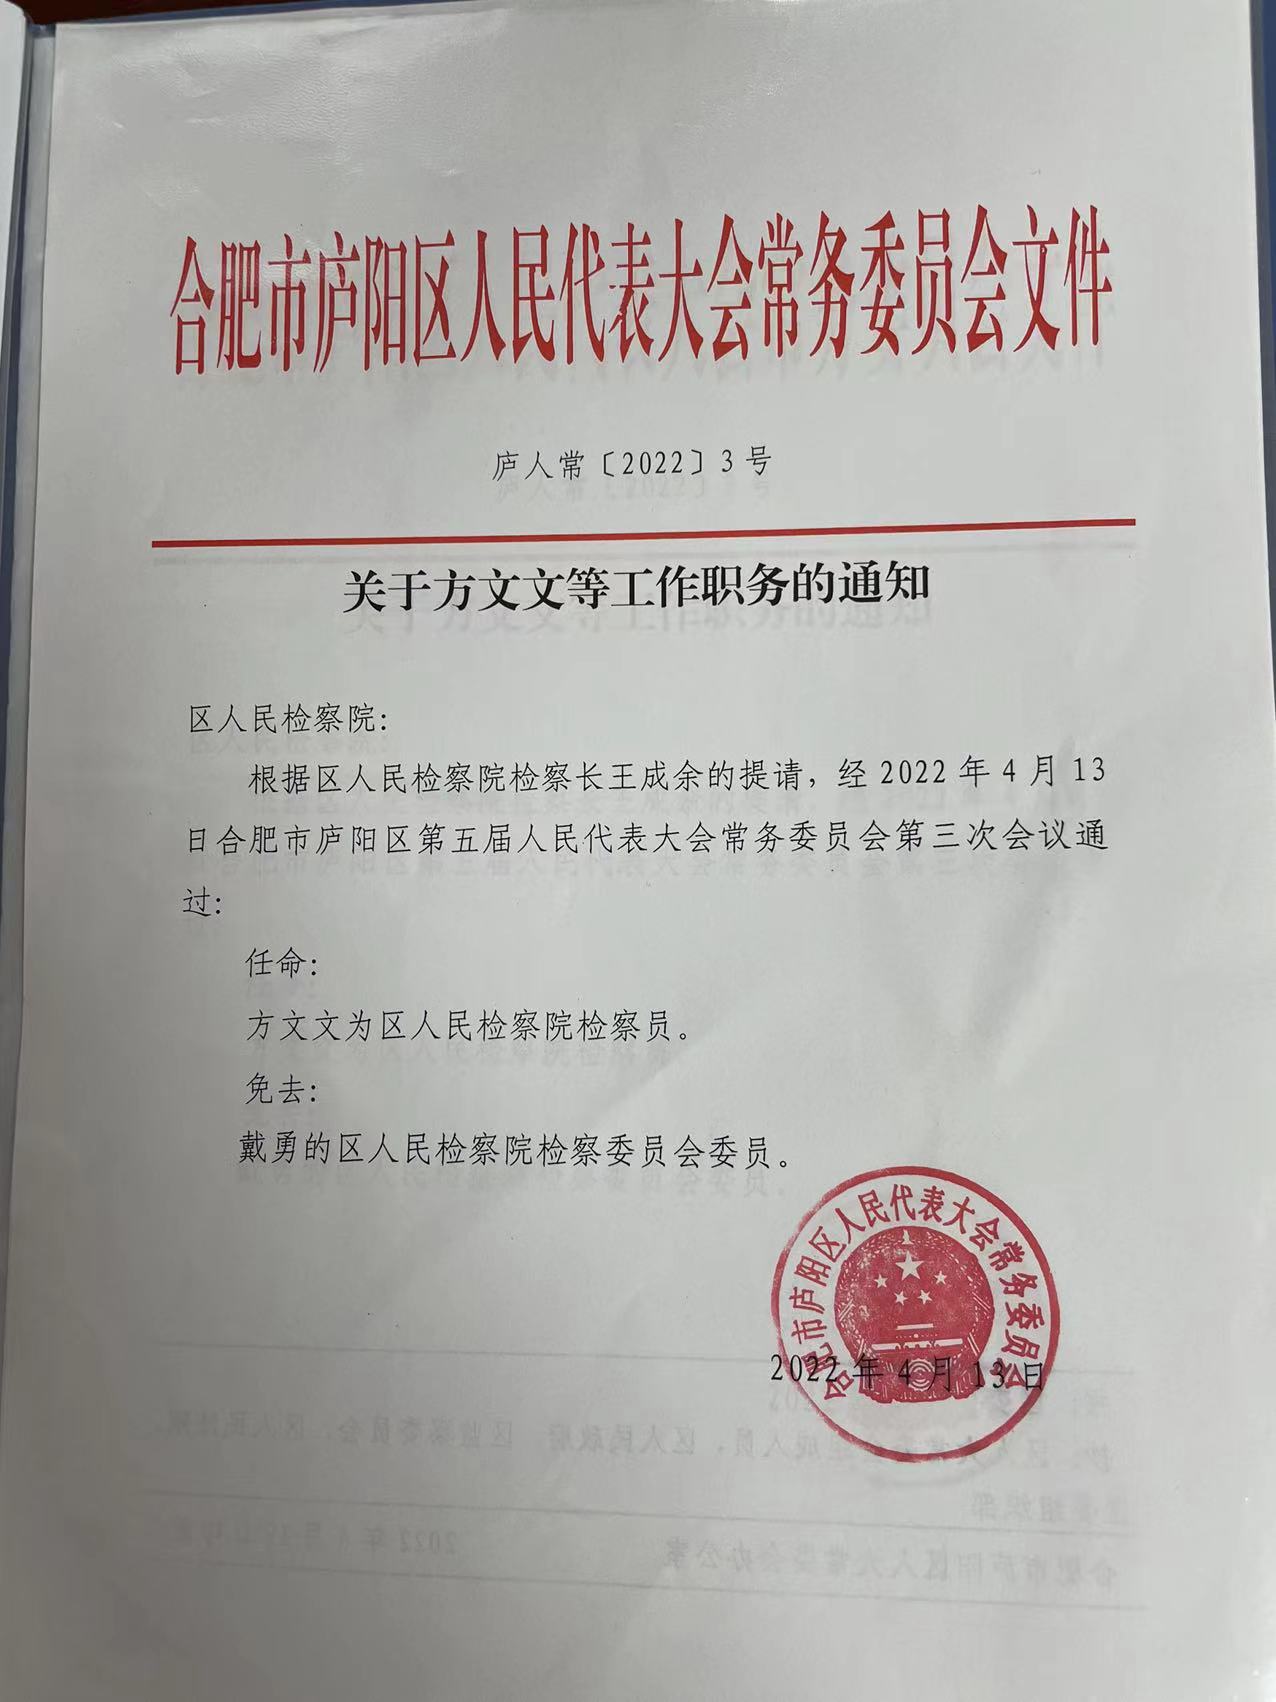 合肥市庐阳区人民代表大会常务委员会文件
庐人常〔2022〕3号
关于方文文等工作职务的通知
区人民检察院：
根据区人民检察院检察长王成余的提请，经2022年4月13
日合肥市庐阳区第五届人民代表大会常务委员会第三次会议通
过：
任命：
方文文为区人民检察院检察员。
免去：
戴勇的区人民检察院检察委员会委员。
合肥市庐阳区人民代表大会常务委员会
2022年4月13日